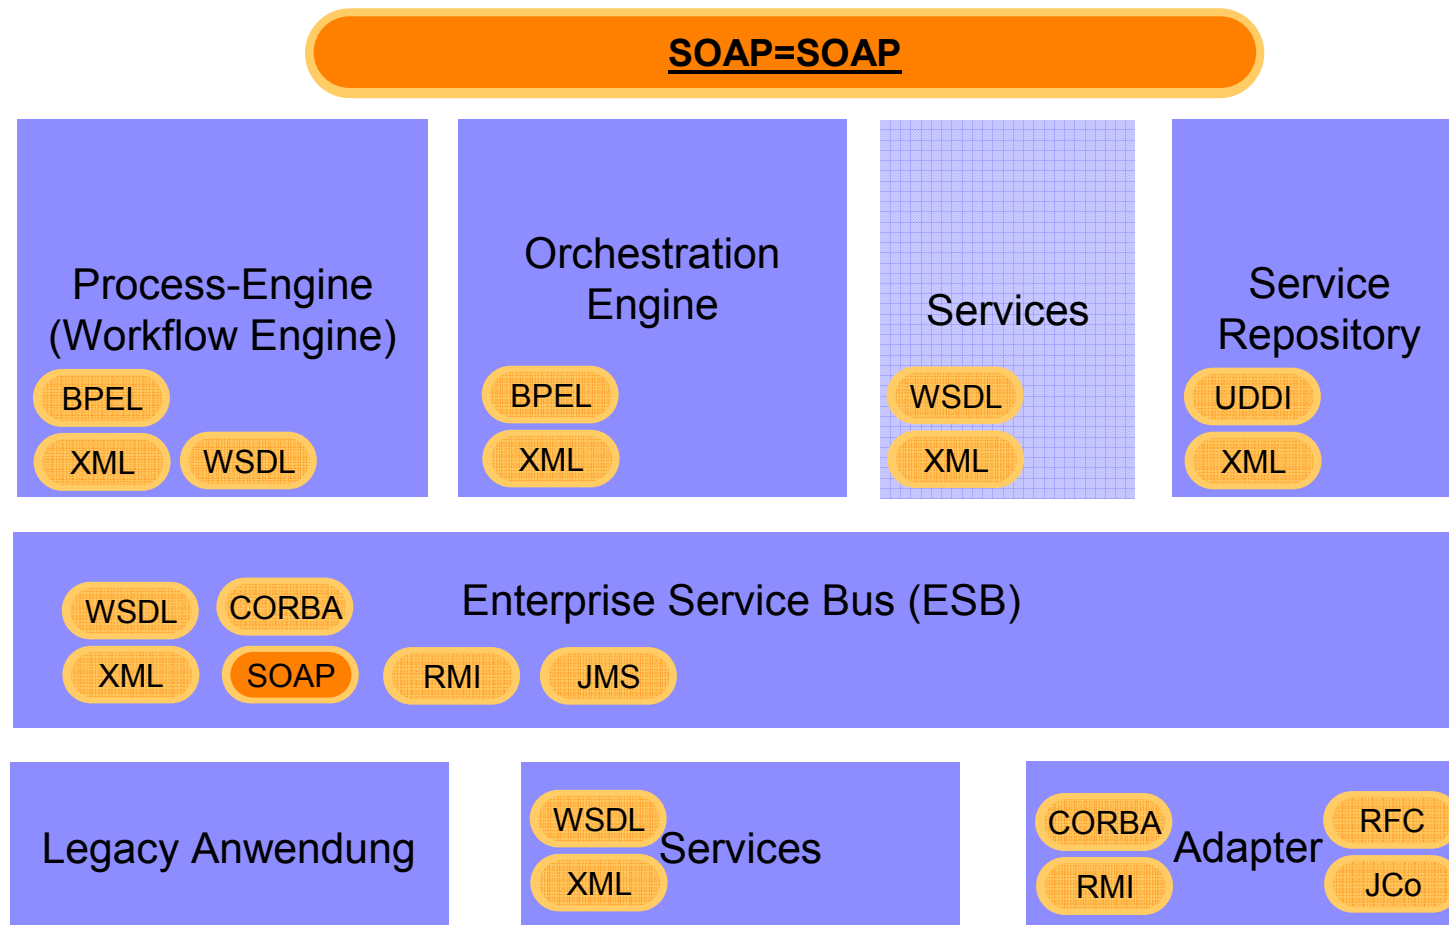 SOAP=SOAP
Process-Engine
(Workflow Engine)
BPEL
XML
WSDL
Orchestration
Engine
BPEL
XML
Services
WSDL
XML
Service
Repository
UDDI
XML
Enterprise Service Bus (ESB)
WSDL
CORBA
XML
SOAP
RMI
JMS
Legacy Anwendung
WSDL
Services
XML
CORBA
Adapter
RFC
RMI
JCo